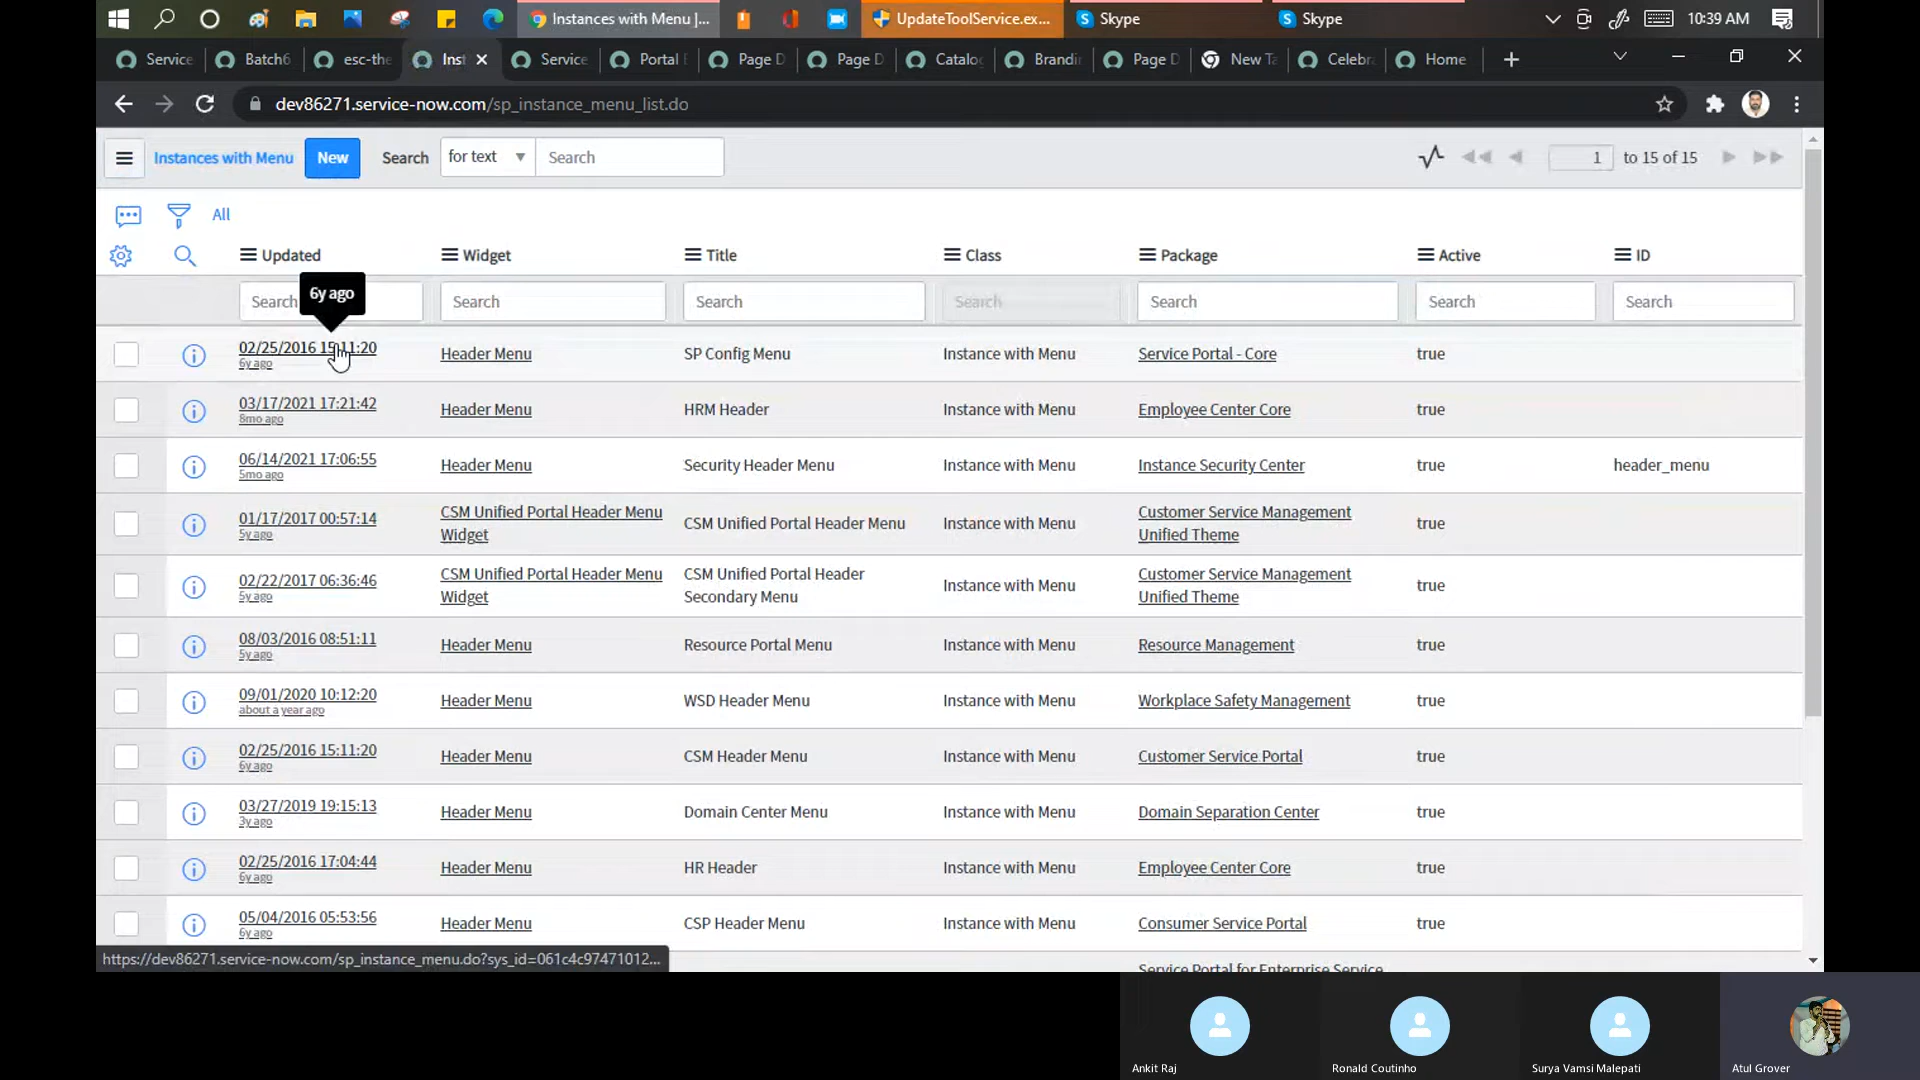 Instances with Menu |...
UpdateToolService.ex...
Skype
Skype
10:39 AM
Service
Batch6
esc-the
Inst
Service
Portal
Page D
Page D
Catalo
Brandi
Page D
New Ta
Celebr
Home
dev86271.service-now.com/sp_instance_menu_list.do
Instances with Menu New Search for text Search 1 to 15 of 15
All
Updated Widget Title Class Package Active ID
Search Search Search Search Search Search Search
6y ago
02/25/2016 15:11:20 Header Menu SP Config Menu Instance with Menu Service Portal - Core true
6y ago
03/17/2021 17:21:42 Header Menu HRM Header Instance with Menu Employee Center Core true
8mo ago
06/14/2021 17:06:55 Header Menu Security Header Menu Instance with Menu Instance Security Center true header_menu
5mo ago
01/17/2017 00:57:14 CSM Unified Portal Header Menu Widget CSM Unified Portal Header Menu Instance with Menu Customer Service Management Unified Theme true
5y ago
02/22/2017 06:36:46 CSM Unified Portal Header Menu Widget CSM Unified Portal Header Secondary Menu Instance with Menu Customer Service Management Unified Theme true
5y ago
08/03/2016 08:51:11 Header Menu Resource Portal Menu Instance with Menu Resource Management true
5y ago
09/01/2020 10:12:20 Header Menu WSD Header Menu Instance with Menu Workplace Safety Management true
about a year ago
02/25/2016 15:11:20 Header Menu CSM Header Menu Instance with Menu Customer Service Portal true
6y ago
03/27/2019 19:15:13 Header Menu Domain Center Menu Instance with Menu Domain Separation Center true
3y ago
02/25/2016 17:04:44 Header Menu HR Header Instance with Menu Employee Center Core true
6y ago
05/04/2016 05:53:56 Header Menu CSP Header Menu Instance with Menu Consumer Service Portal true
6y ago
https://dev86271.service-now.com/sp_instance_menu.do?sys_id=061c4c97471012...
Service Portal for Enterprise Service
Ankit Raj
Ronald Coutinho
Surya Vamsi Malepati
Atul Grover